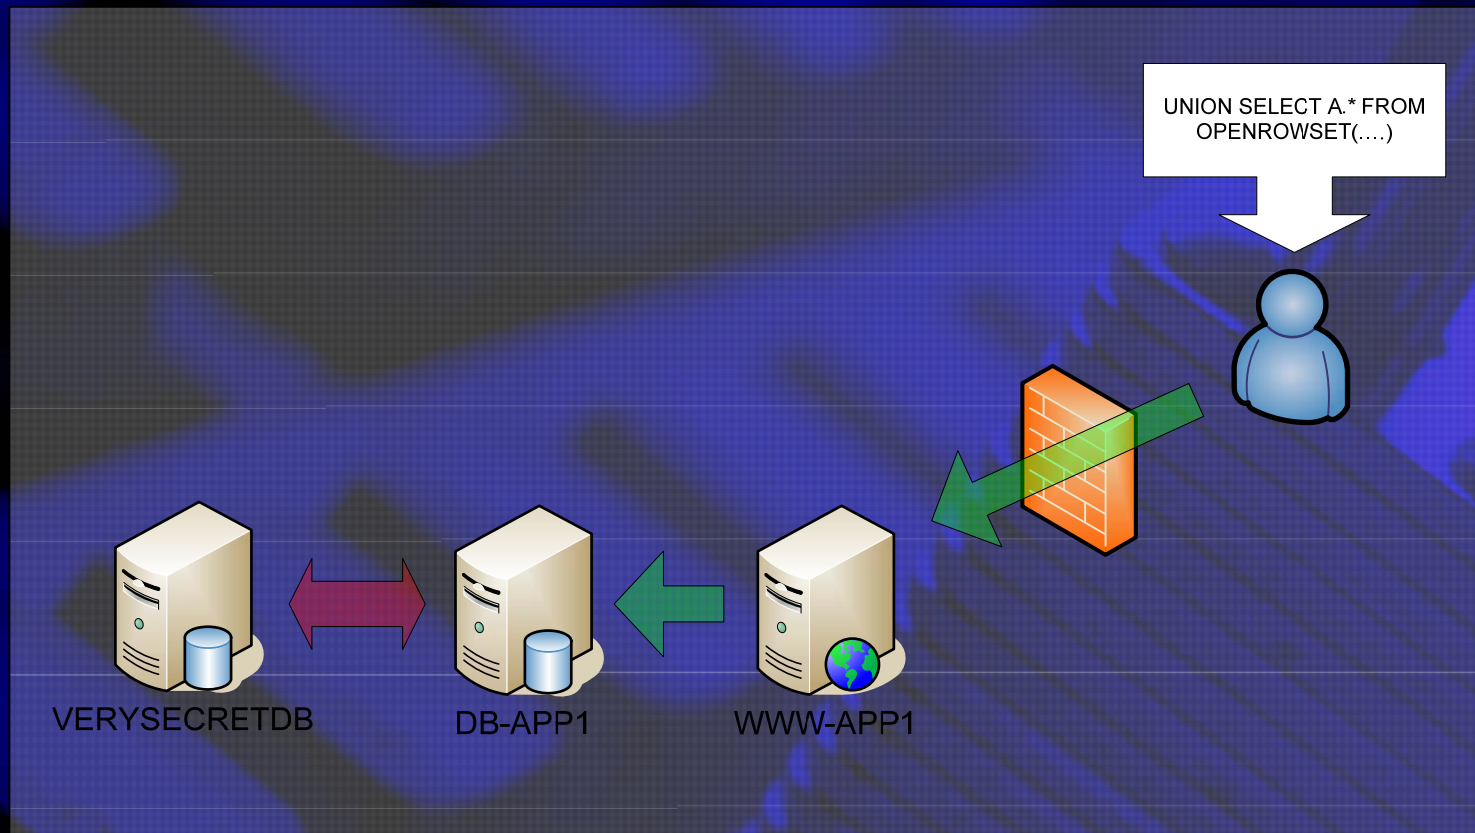 UNION SELECT A.* FROM
OPENROWSET(....)
VERYSECRETDB
DB-APP1
WWW-APP1